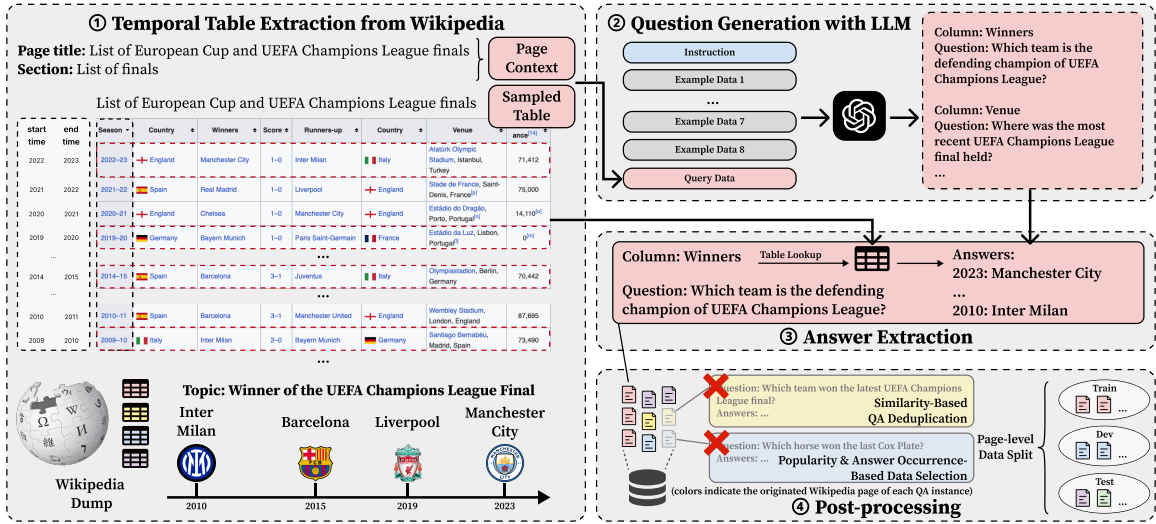 ① Temporal Table Extraction from Wikipedia
Page title: List of European Cup and UEFA Champions League finals
Section: List of finals
Page
Context
Sampled
Table
List of European Cup and UEFA Champions League finals
start
time
end
time
Season Country Winners Score Runners-up Country Venue ance[14]
2022 2023 2022–23 England Manchester City 1–0 Inter Milan Italy Atatürk Olympic
Stadium, Istanbul,
Turkey 71,412
2021 2022 2021–22 Spain Real Madrid 1–0 Liverpool England Stade de France, Saint-
Denis, France[p] 75,000
2020 2021 2020–21 England Chelsea 1–0 Manchester City England Estádio do Dragão,
Porto, Portugal[n] 14,110[o]
2019 2020 2019–20 Germany Bayern Munich 1–0 Paris Saint-Germain France Estádio da Luz, Lisbon,
Portugal[l] 0[m]
...
...
2014 2015 2014–15 Spain Barcelona 3–1 Juventus Italy Olympiastadion, Berlin,
Germany 70,442
...
...
2010 2011 2010–11 Spain Barcelona 3–1 Manchester United England Wembley Stadium,
London, England 87,695
2009 2010 2009–10 Italy Inter Milan 2–0 Bayern Munich Germany Santiago Bernabéu,
Madrid, Spain 73,490
...
Wikipedia
Dump
Topic: Winner of the UEFA Champions League Final
Inter
Milan
Barcelona
Liverpool
Manchester
City
2010 2015 2019 2023
② Question Generation with LLM
Instruction
Example Data 1
...
Example Data 7
Example Data 8
Query Data
Column: Winners
Question: Which team is the
defending champion of UEFA
Champions League?
Column: Venue
Question: Where was the most
recent UEFA Champions League
final held?
...
Column: Winners
Table Lookup
Question: Which team is the defending
champion of UEFA Champions League?
Answers:
2023: Manchester City
...
2010: Inter Milan
③ Answer Extraction
Question: Which team won the latest UEFA Champions
League final?
Answers: ...
Similarity-Based
QA Deduplication
Question: Which horse won the last Cox Plate?
Answers: ...
Popularity & Answer Occurrence-
Based Data Selection
(colors indicate the originated Wikipedia page of each QA instance)
Page-level
Data Split
Train
...
Dev
...
Test
...
④ Post-processing